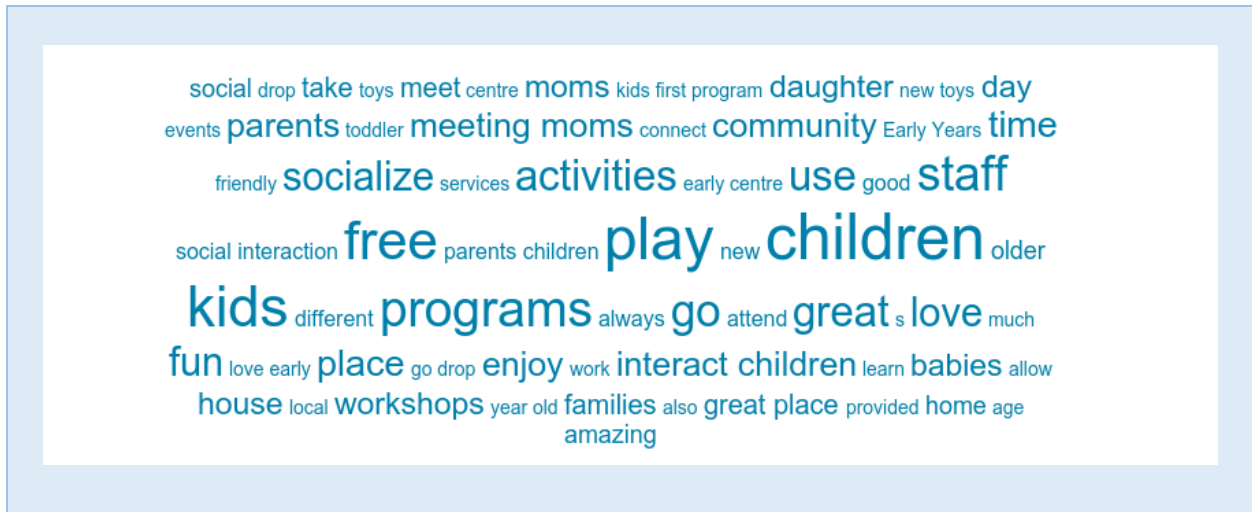 social drop take toys meet centre moms kids first program daughter new toys day
events parents toddler meeting moms connect community Early Years time
friendly socialize services activities early centre use good staff
social interaction free parents children play new children older
kids different programs always go attend great s love much
fun love early place go drop enjoy work interact children learn babies allow
house local workshops year old families also great place provided home age
amazing